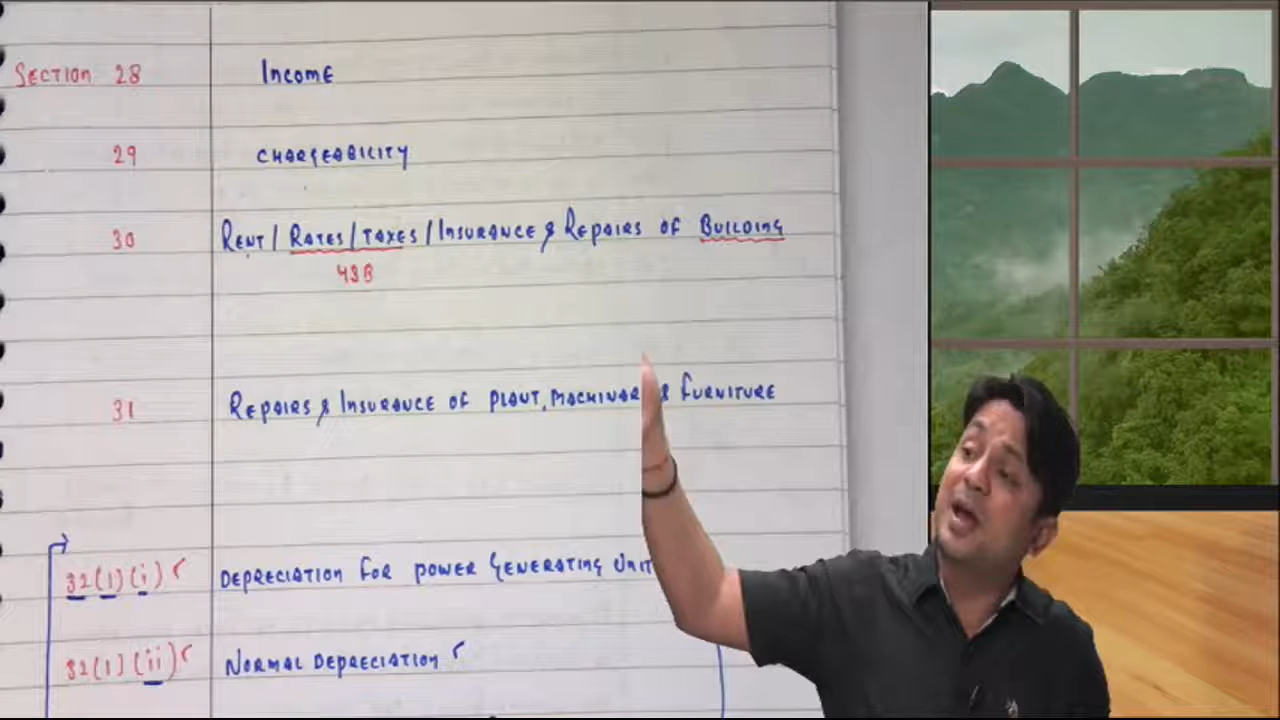 SECTION 28 INCOME
29 CHARGEABILITY
30 RENT / RATES / TAXES / INSURANCE & REPAIRS OF BUILDING
43B
31 REPAIRS & INSURANCE OF PLANT, MACHINAR & FURNITURE
32(1)(i) DEPRECIATION FOR POWER GENERATING UNIT
32(1)(ii) NORMAL DEPRECIATION